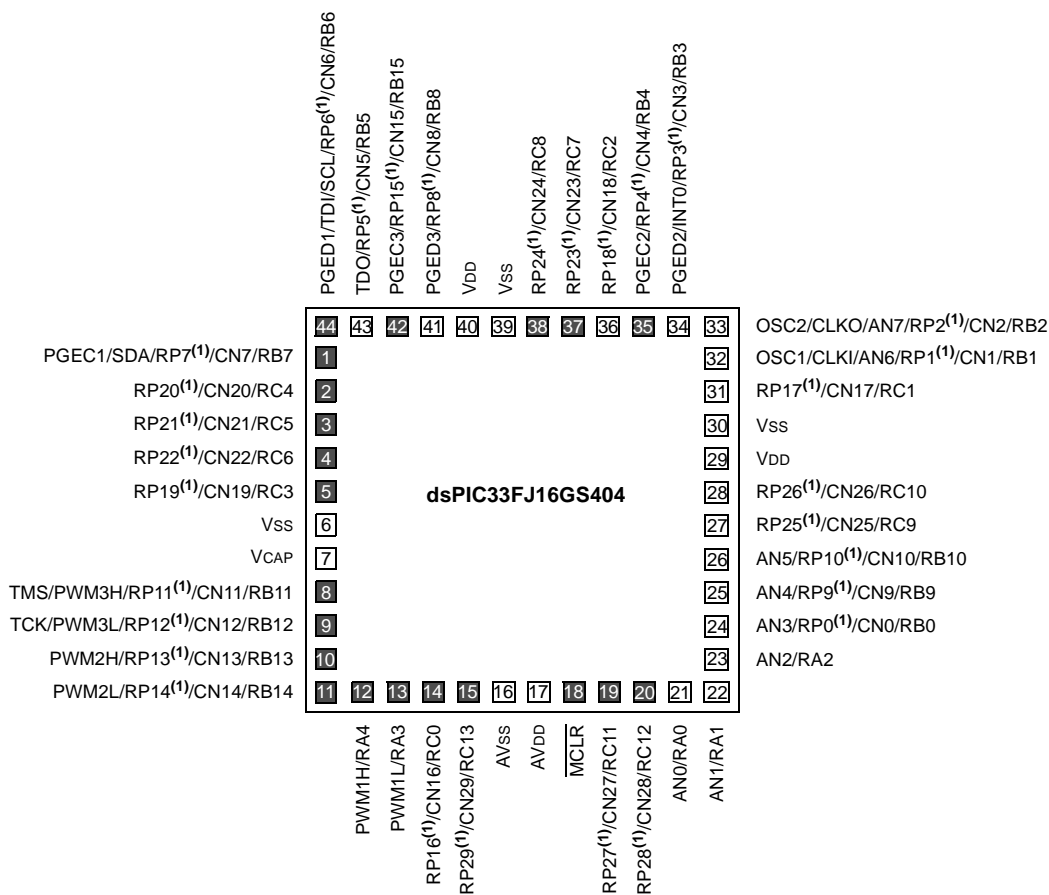 PGED1/TDI/SCL/RP6(1)/CN6/RB6
TDO/RP5(1)/CN5/RB5
PGEC3/RP15(1)/CN15/RB15
PGED3/RP8(1)/CN8/RB8
VDD
VSS
RP24(1)/CN24/RC8
RP23(1)/CN23/RC7
RP18(1)/CN18/RC2
PGEC2/RP4(1)/CN4/RB4
PGED2/INT0/RP3(1)/CN3/RB3
44 43 42 41 40 39 38 37 36 35 34 33 OSC2/CLKO/AN7/RP2(1)/CN2/RB2
PGEC1/SDA/RP7(1)/CN7/RB7 1 32 OSC1/CLKI/AN6/RP1(1)/CN1/RB1
RP20(1)/CN20/RC4 2 31 RP17(1)/CN17/RC1
RP21(1)/CN21/RC5 3 30 VSS
RP22(1)/CN22/RC6 4 29 VDD
RP19(1)/CN19/RC3 5 dsPIC33FJ16GS404 28 RP26(1)/CN26/RC10
VSS 6 27 RP25(1)/CN25/RC9
VCAP 7 26 AN5/RP10(1)/CN10/RB10
TMS/PWM3H/RP11(1)/CN11/RB11 8 25 AN4/RP9(1)/CN9/RB9
TCK/PWM3L/RP12(1)/CN12/RB12 9 24 AN3/RP0(1)/CN0/RB0
PWM2H/RP13(1)/CN13/RB13 10 23 AN2/RA2
PWM2L/RP14(1)/CN14/RB14 11 12 13 14 15 16 17 18 19 20 21 22
PWM1H/RA4
PWM1L/RA3
RP16(1)/CN16/RC0
RP29(1)/CN29/RC13
AVSS
AVDD
MCLR
RP27(1)/CN27/RC11
RP28(1)/CN28/RC12
AN0/RA0
AN1/RA1